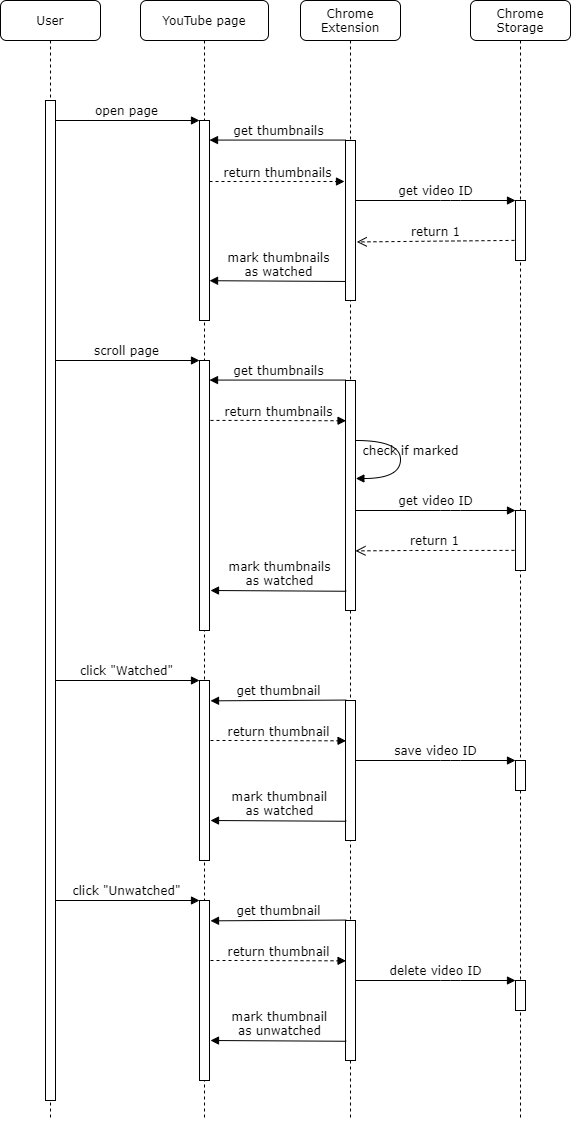 User
YouTube page
Chrome
Extension
Chrome
Storage
open page
get thumbnails
return thumbnails
get video ID
return 1
mark thumbnails
as watched
scroll page
get thumbnails
return thumbnails
check if marked
get video ID
return 1
mark thumbnails
as watched
click "Watched"
get thumbnail
return thumbnail
save video ID
mark thumbnail
as watched
click "Unwatched"
get thumbnail
return thumbnail
delete video ID
mark thumbnail
as unwatched